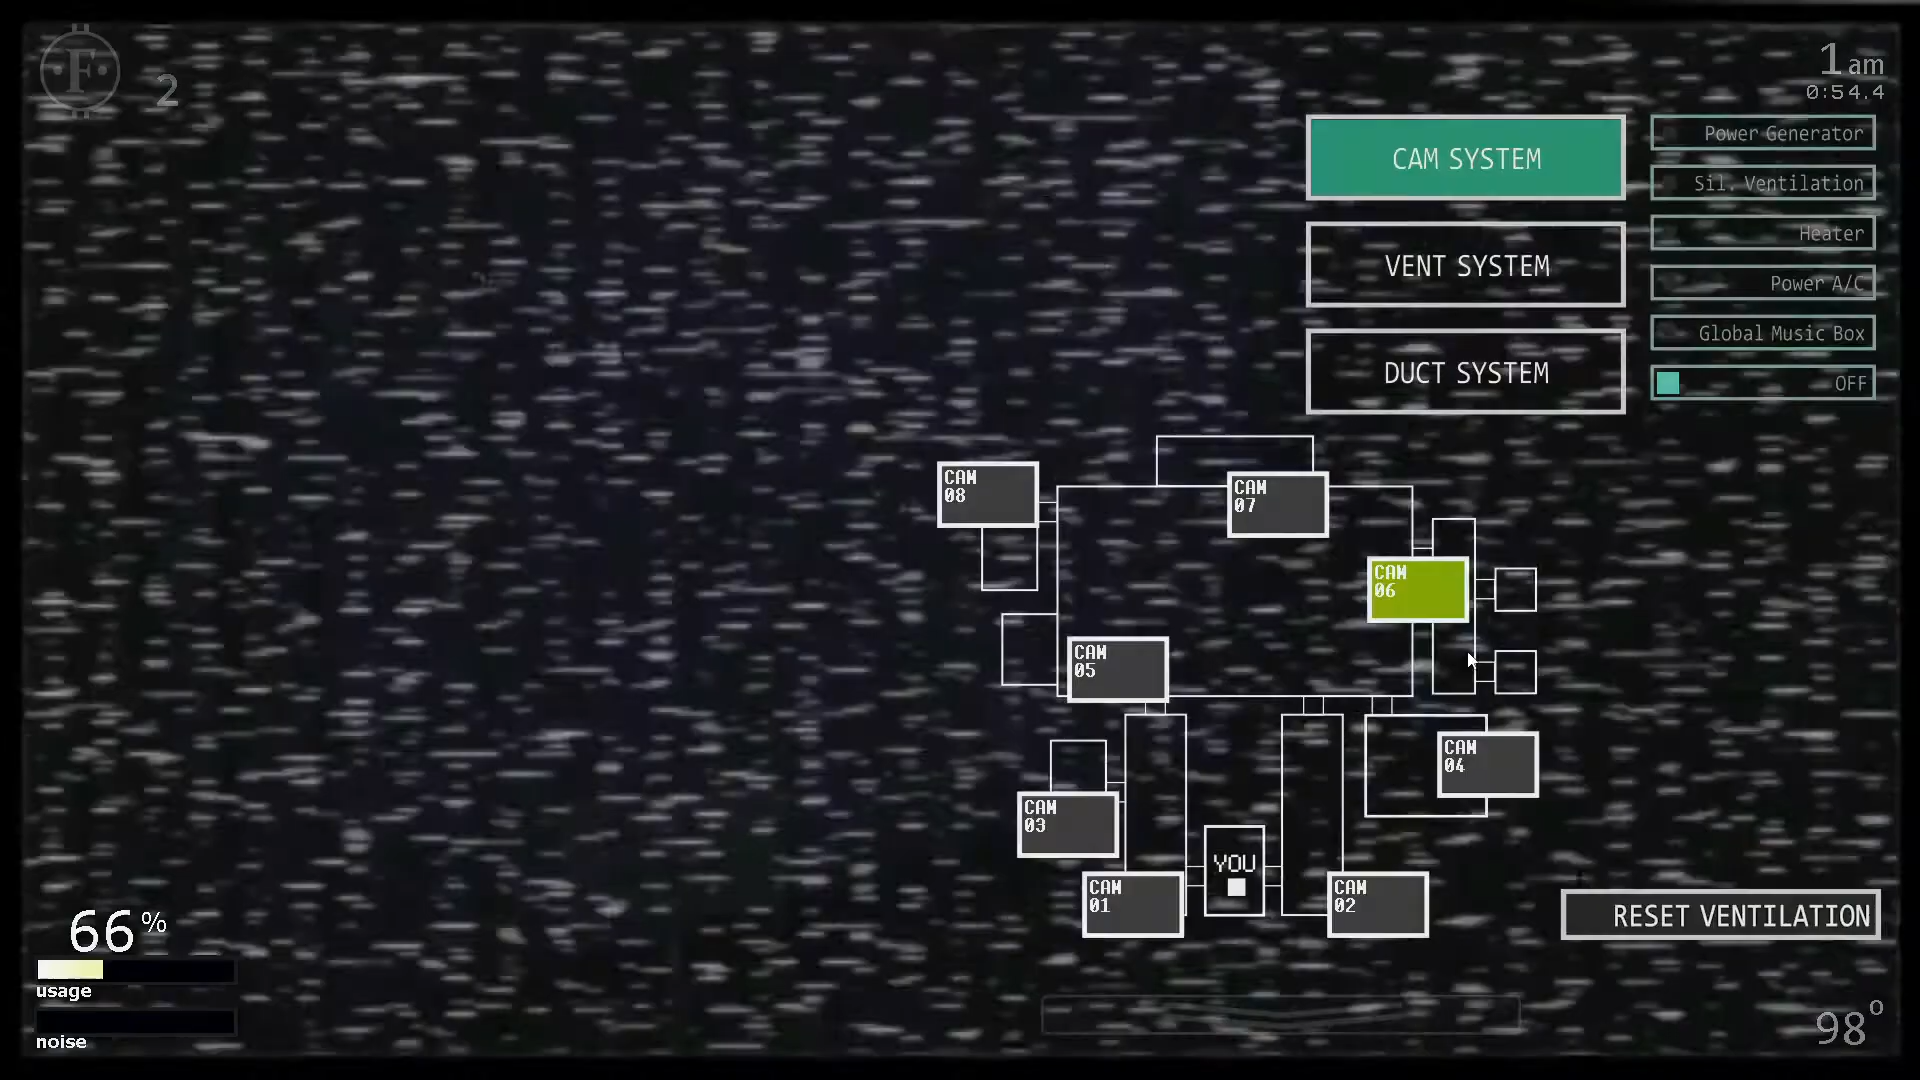 F
2
1 am
0:54.4
CAM SYSTEM
VENT SYSTEM
DUCT SYSTEM
Power Generator
Sil. Ventilation
Heater
Power A/C
Global Music Box
OFF
CAM
08
CAM
07
CAM
06
CAM
05
CAM
04
CAM
03
YOU
CAM
01
CAM
02
RESET VENTILATION
66%
usage
noise
98°